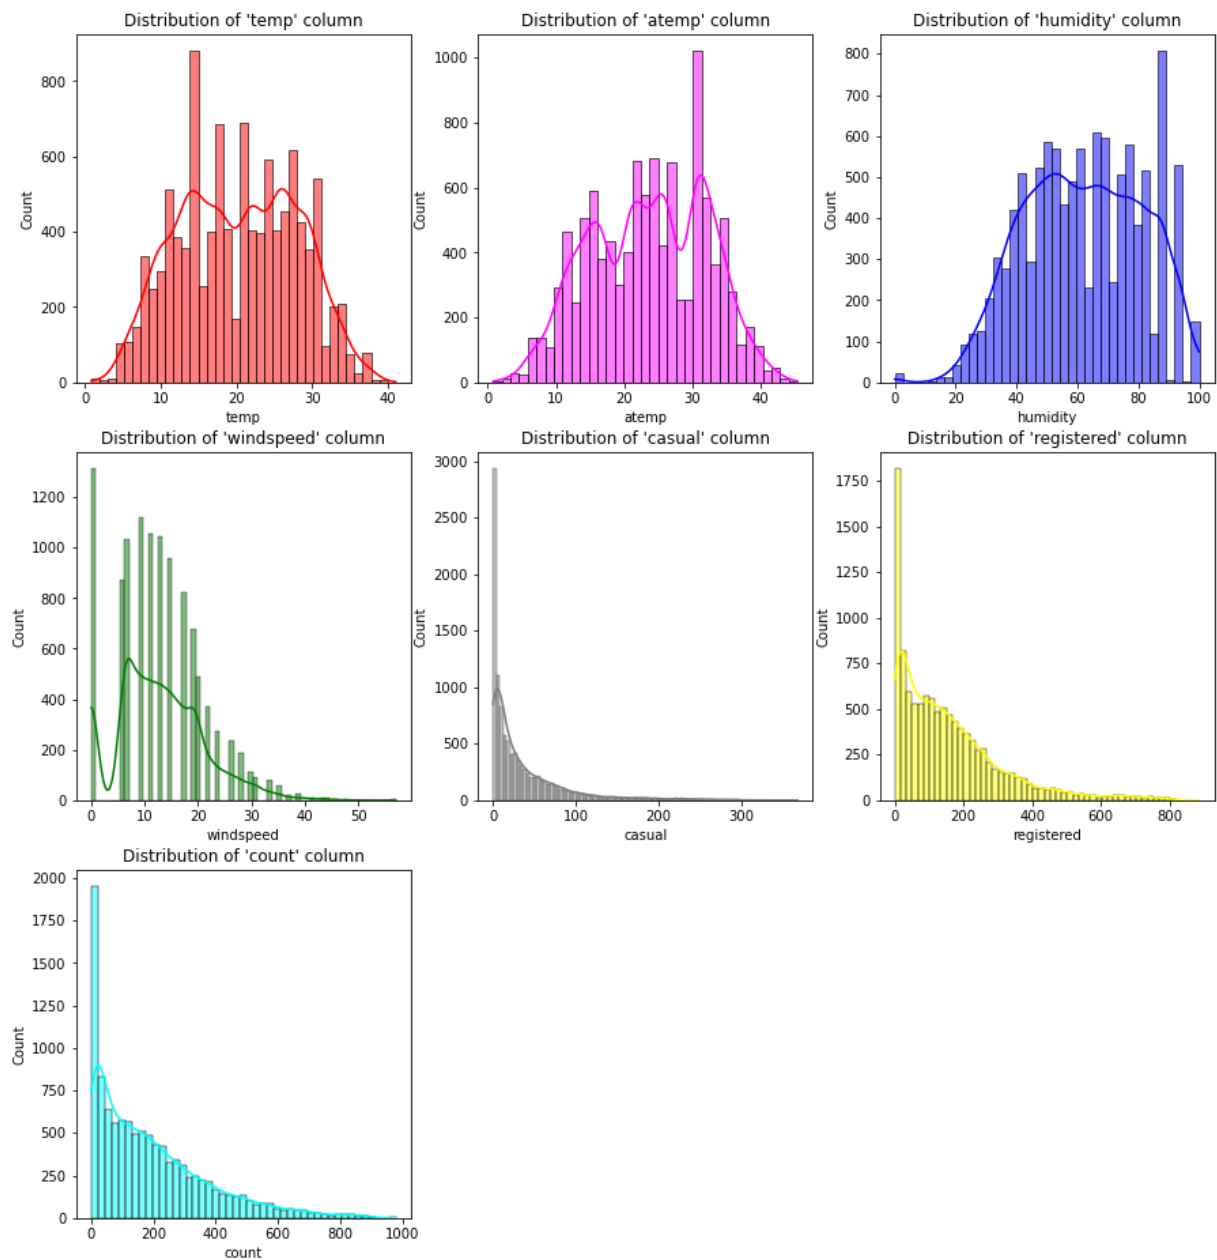 Distribution of 'temp' column
Count
800
600
400
200
0
0 10 20 30 40
temp
Distribution of 'atemp' column
Count
1000
800
600
400
200
0
0 10 20 30 40
atemp
Distribution of 'humidity' column
Count
800
700
600
500
400
300
200
100
0
0 20 40 60 80 100
humidity
Distribution of 'windspeed' column
Count
1200
1000
800
600
400
200
0
0 10 20 30 40 50
windspeed
Distribution of 'casual' column
Count
3000
2500
2000
1500
1000
500
0
0 100 200 300
casual
Distribution of 'registered' column
Count
1750
1500
1250
1000
750
500
250
0
0 200 400 600 800
registered
Distribution of 'count' column
Count
2000
1750
1500
1250
1000
750
500
250
0
0 200 400 600 800 1000
count